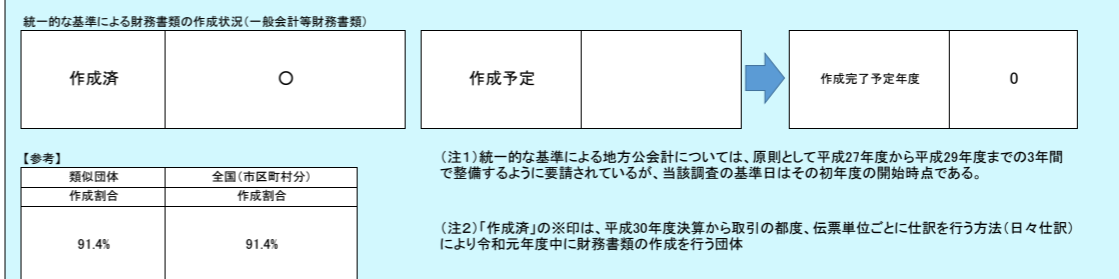 統一的な基準による財務書類の作成状況（一般会計等財務書類）
作成済
○
作成予定
作成完了予定年度
0
【参考】
類似団体
全国（市区町村分）
作成割合
作成割合
91.4%
91.4%
（注１）統一的な基準による地方公会計については、原則として平成27年度から平成29年度までの3年間
で整備するように要請されているが、当該調査の基準日はその初年度の開始時点である。
（注２）「作成済」の※印は、平成30年度決算から取引の都度、伝票単位ごとに仕訳を行う方法（日々仕訳）
により令和元年度中に財務書類の作成を行う団体